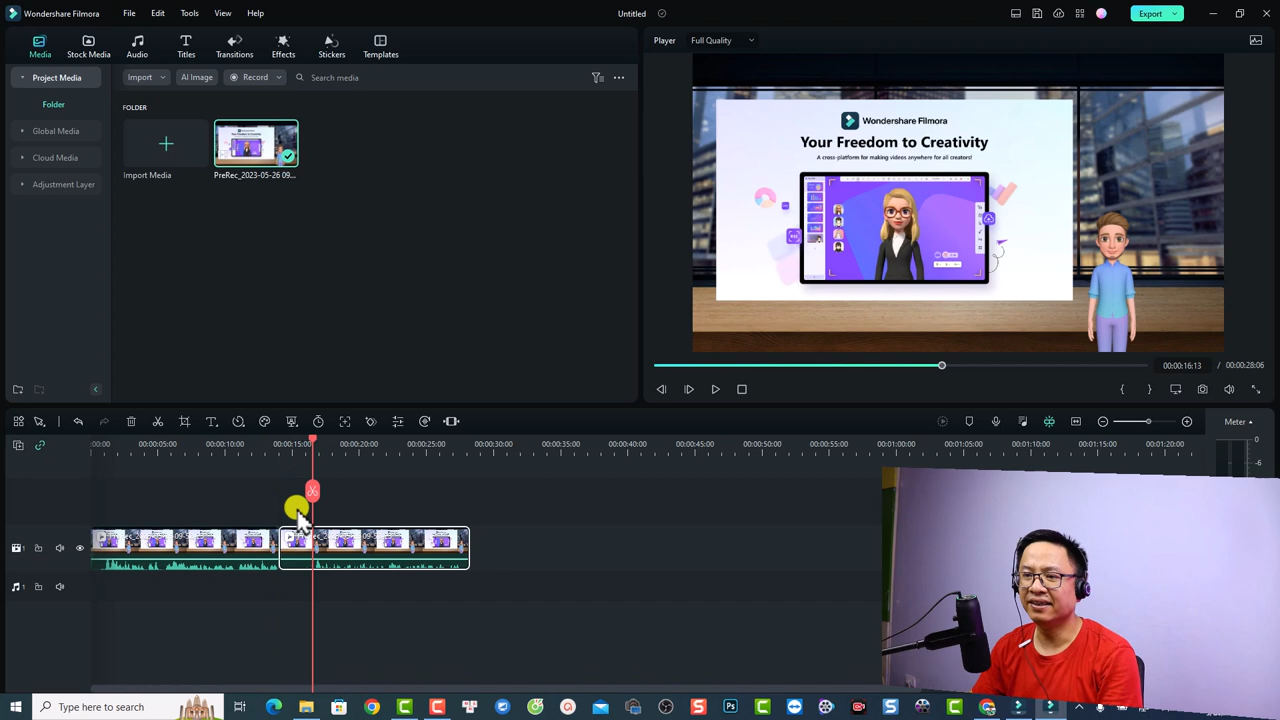 Wondershare Filmora
File
Edit
Tools
View
Help
Untitled
Export
Media
Stock Media
Audio
Titles
Transitions
Effects
Stickers
Templates
Player
Full Quality
Project Media
Import
AI Image
Record
Search media
Folder
FOLDER
Global Media
Cloud Media
Adjustment Layer
Import Media
Wondershare Filmora
Your Freedom to Creativity
A cross-platform for making videos anywhere for all creators!
00:00:16:13 / 00:00:28:06
Meter
:00:00
00:00:05:00
00:00:10:00
00:00:15:00
00:00:20:00
00:00:25:00
00:00:30:00
00:00:35:00
00:00:40:00
00:00:45:00
00:00:50:00
00:00:55:00
00:01:00:00
00:01:05:00
00:01:10:00
00:01:15:00
00:01:20:00
0
-6
1
1
Type here to search